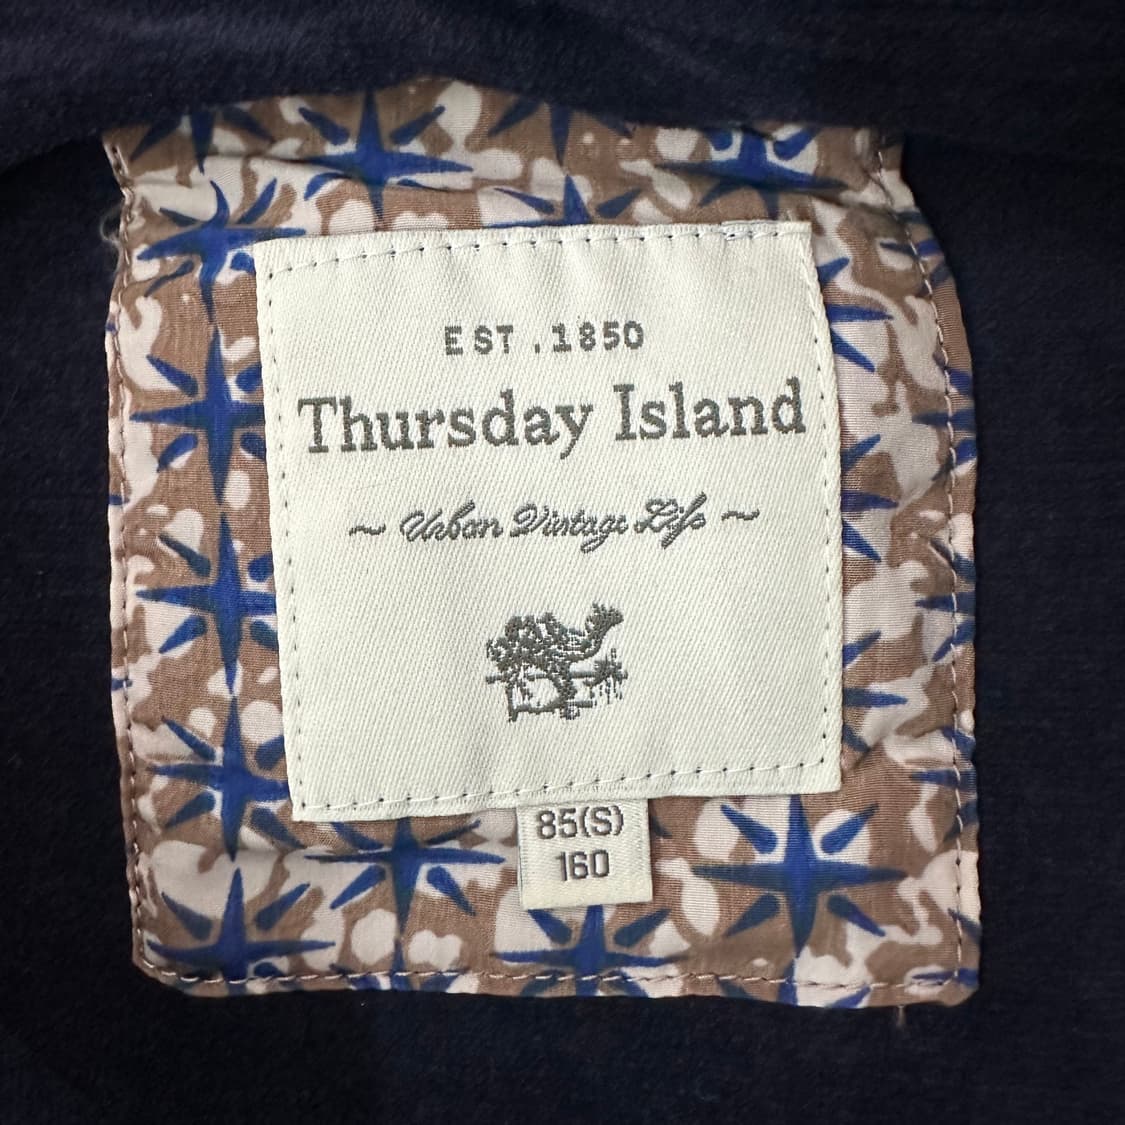 EST.1850
Thursday Island
~ Urban Vintage Life ~
85(S)
160